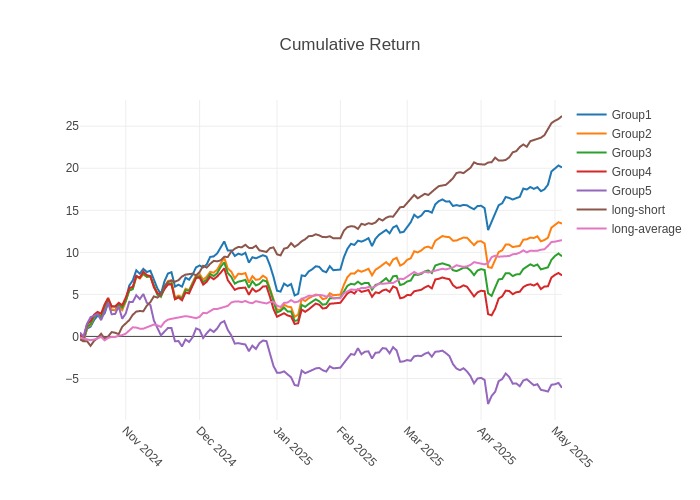 Cumulative Return
25
20
15
10
5
0
−5
Nov 2024
Dec 2024
Jan 2025
Feb 2025
Mar 2025
Apr 2025
May 2025
Group1
Group2
Group3
Group4
Group5
long-short
long-average